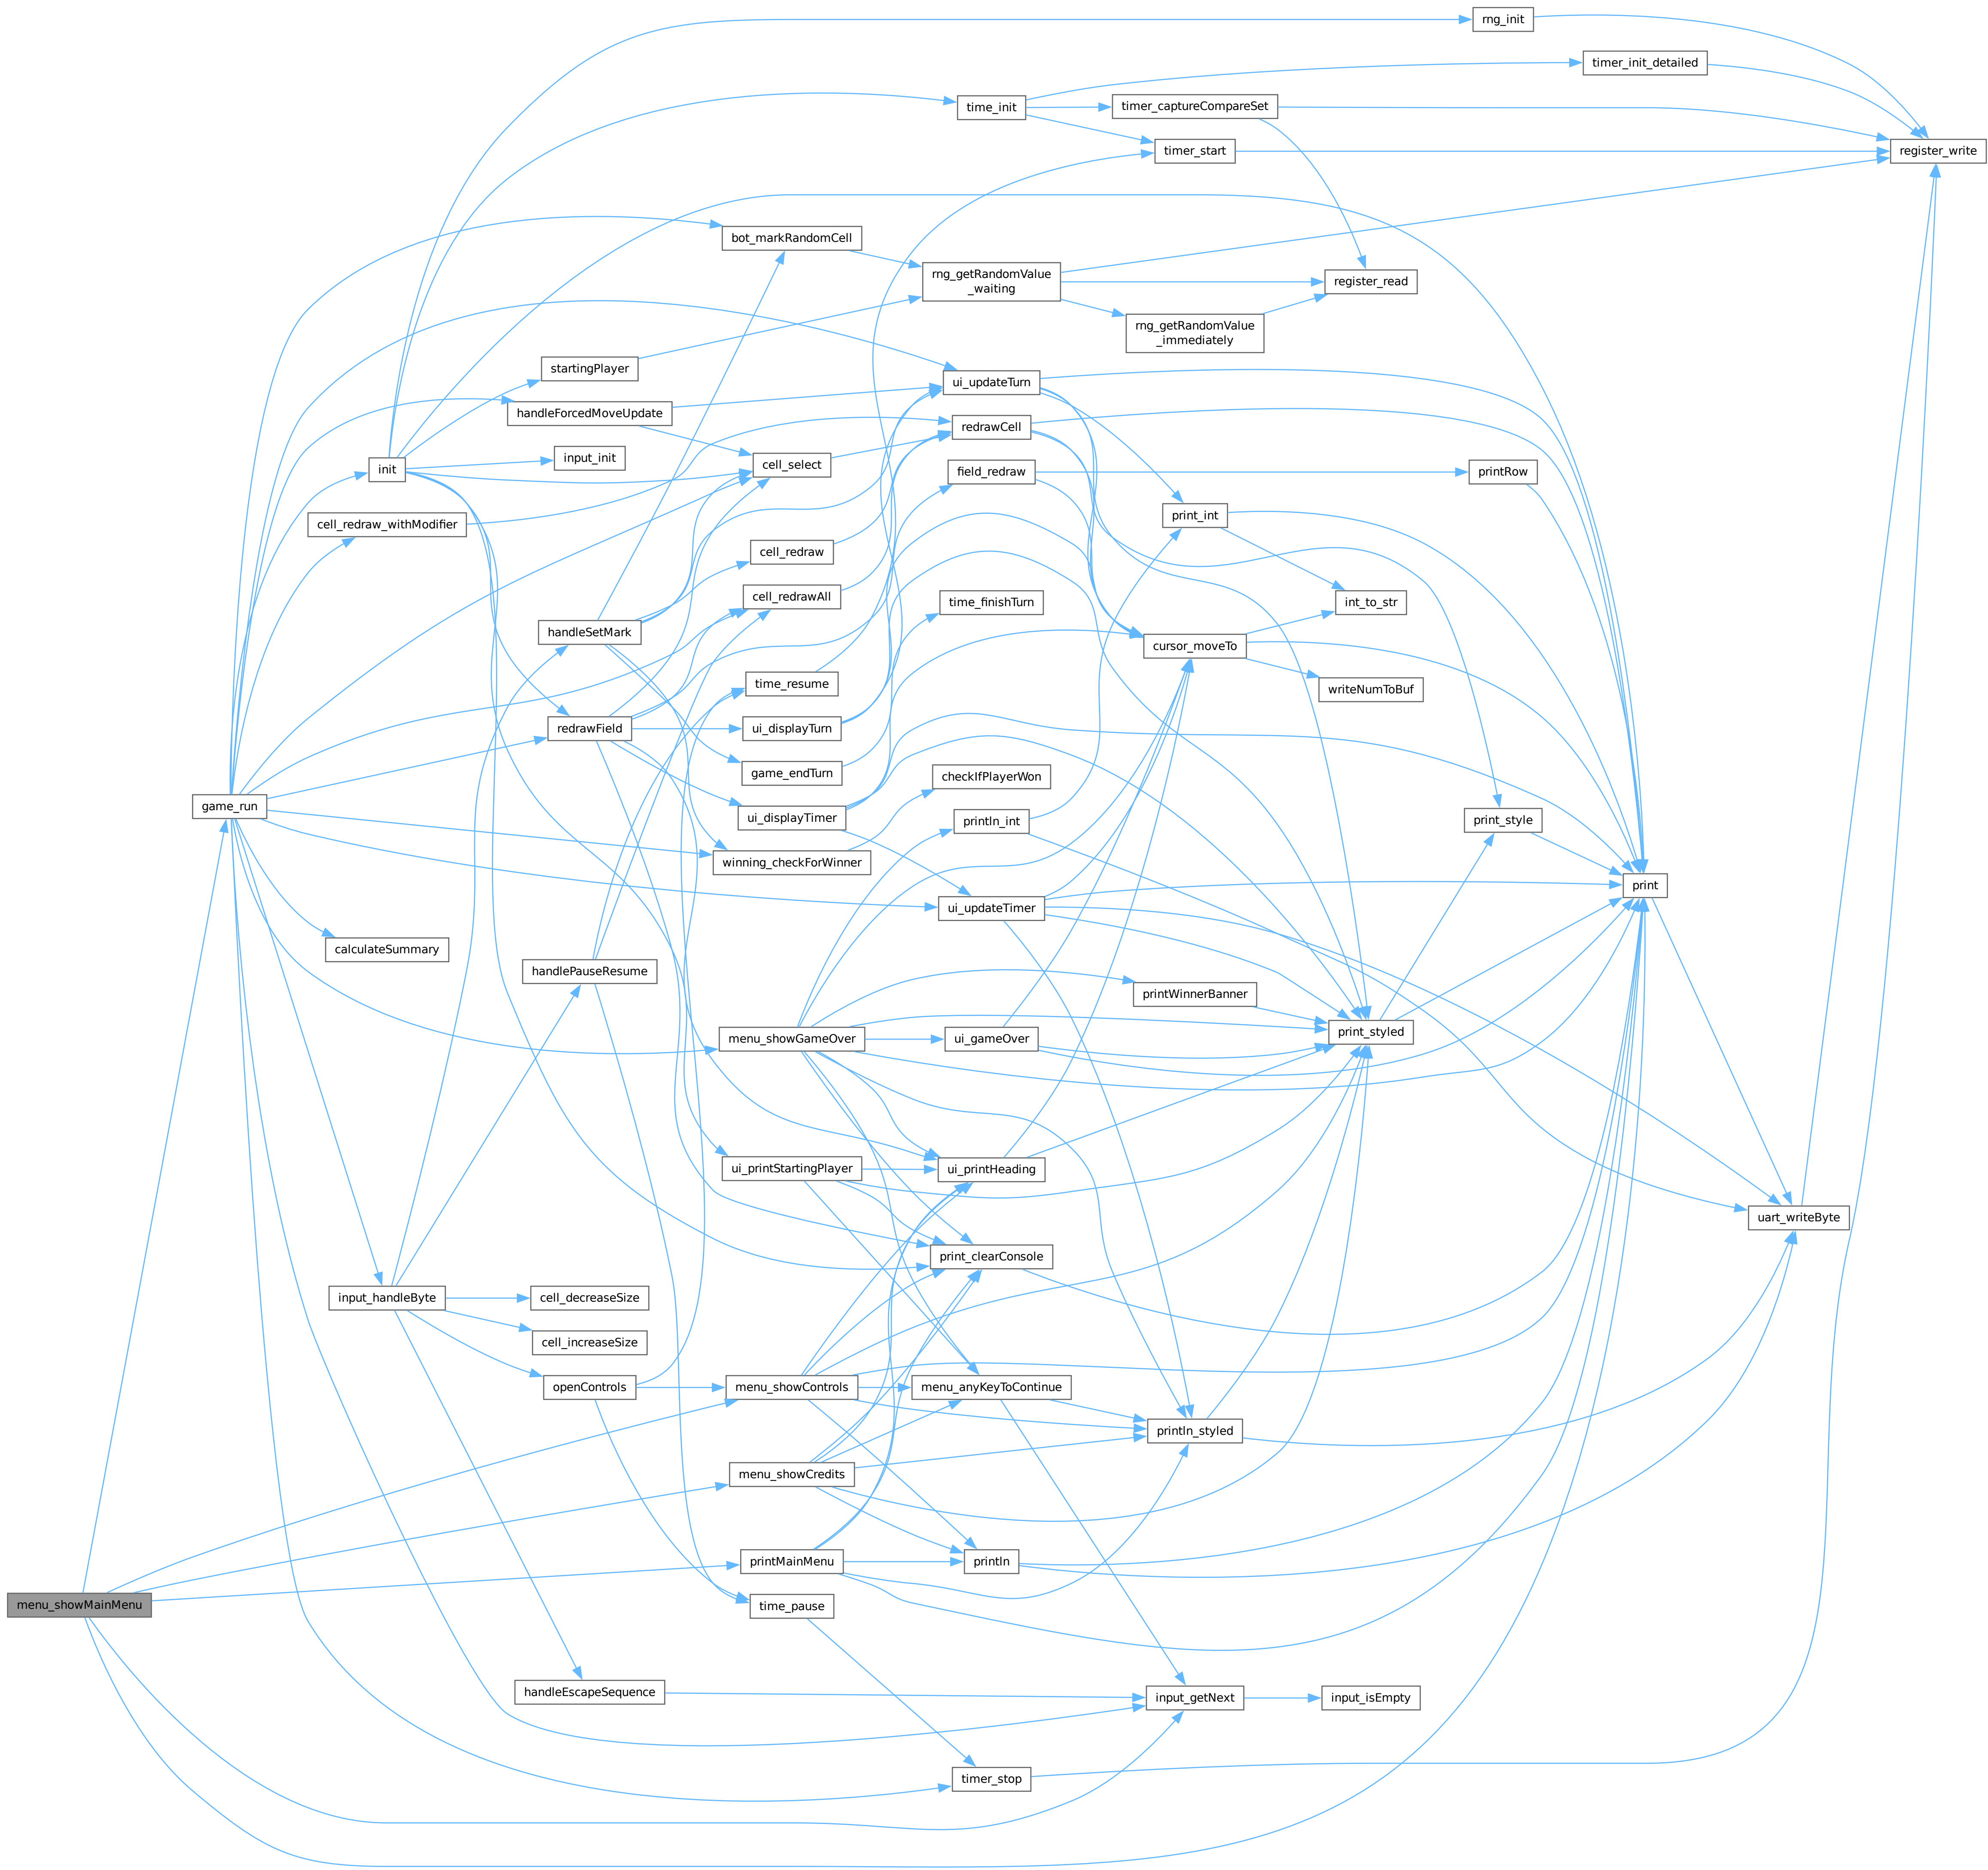 rng_init
timer_init_detailed
time_init
timer_captureCompareSet
timer_start
register_write
bot_markRandomCell
rng_getRandomValue
_waiting
register_read
rng_getRandomValue
_immediately
startingPlayer
ui_updateTurn
handleForcedMoveUpdate
redrawCell
input_init
init
cell_select
field_redraw
printRow
cell_redraw_withModifier
print_int
cell_redraw
cell_redrawAll
time_finishTurn
int_to_str
handleSetMark
cursor_moveTo
time_resume
writeNumToBuf
redrawField
ui_displayTurn
game_endTurn
checkIfPlayerWon
game_run
ui_displayTimer
println_int
print_style
winning_checkForWinner
print
ui_updateTimer
calculateSummary
handlePauseResume
printWinnerBanner
menu_showGameOver
ui_gameOver
print_styled
ui_printStartingPlayer
ui_printHeading
uart_writeByte
print_clearConsole
input_handleByte
cell_decreaseSize
cell_increaseSize
openControls
menu_showControls
menu_anyKeyToContinue
println_styled
menu_showCredits
printMainMenu
println
menu_showMainMenu
time_pause
handleEscapeSequence
input_getNext
input_isEmpty
timer_stop